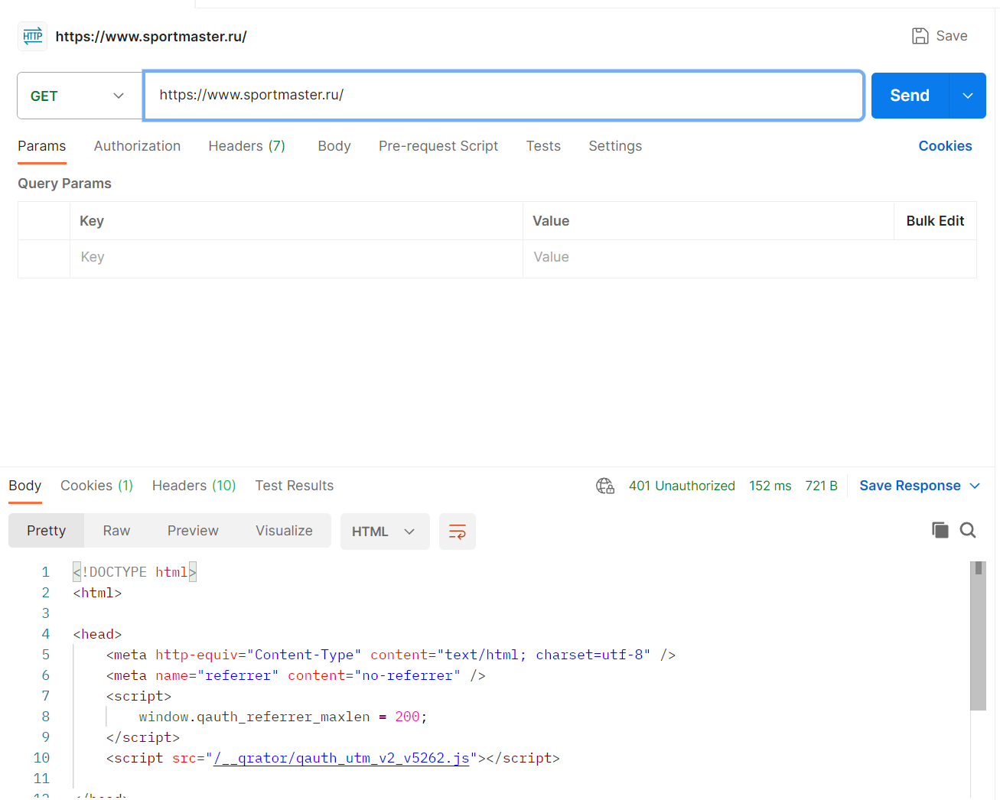 HTTP https://www.sportmaster.ru/ Save
GET https://www.sportmaster.ru/ Send
Params Authorization Headers (7) Body Pre-request Script Tests Settings Cookies
Query Params
Key Value Bulk Edit
Key Value
Body Cookies (1) Headers (10) Test Results 401 Unauthorized 152 ms 721 B Save Response
Pretty Raw Preview Visualize HTML
1 <!DOCTYPE html>
2 <html>
3
4 <head>
5 <meta http-equiv="Content-Type" content="text/html; charset=utf-8" />
6 <meta name="referrer" content="no-referrer" />
7 <script>
8 window.qauth_referrer_maxlen = 200;
9 </script>
10 <script src="/__qrator/qauth_utm_v2_v5262.js"></script>
11
12 </head>